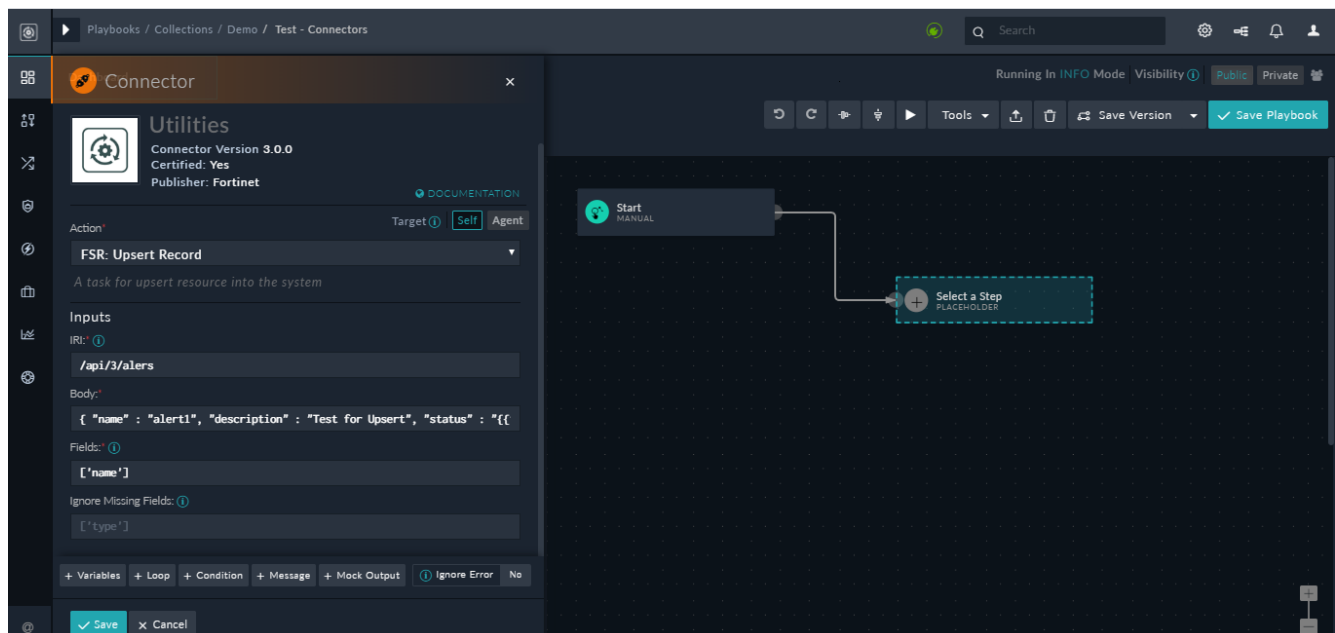 Playbooks / Collections / Demo / Test - Connectors
Search
Connector
Running In INFO Mode Visibility Public Private
Tools Save Version Save Playbook
Utilities
Connector Version 3.0.0
Certified: Yes
Publisher: Fortinet
DOCUMENTATION
Action* Target Self Agent
FSR: Upsert Record
A task for upsert resource into the system
Inputs
IRI:*
/api/3/alers
Body:*
{ "name" : "alert1", "description" : "Test for Upsert", "status" : "{{
Fields:*
['name']
Ignore Missing Fields:
['type']
+ Variables + Loop + Condition + Message + Mock Output Ignore Error No
Save Cancel
@
Start
MANUAL
Select a Step
PLACEHOLDER